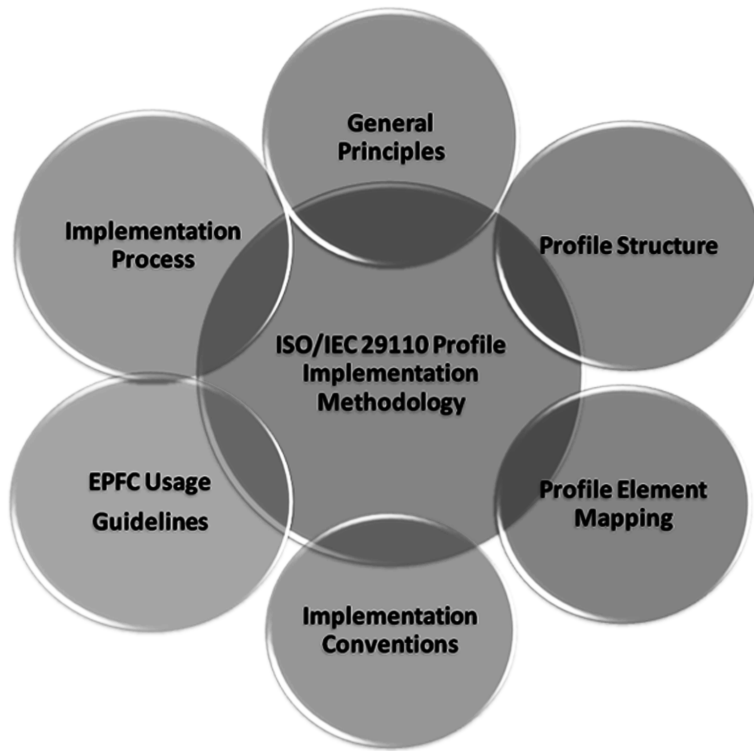 General
Principles
Implementation
Process
Profile Structure
ISO/IEC 29110 Profile
Implementation
Methodology
EPFC Usage
Guidelines
Profile Element
Mapping
Implementation
Conventions